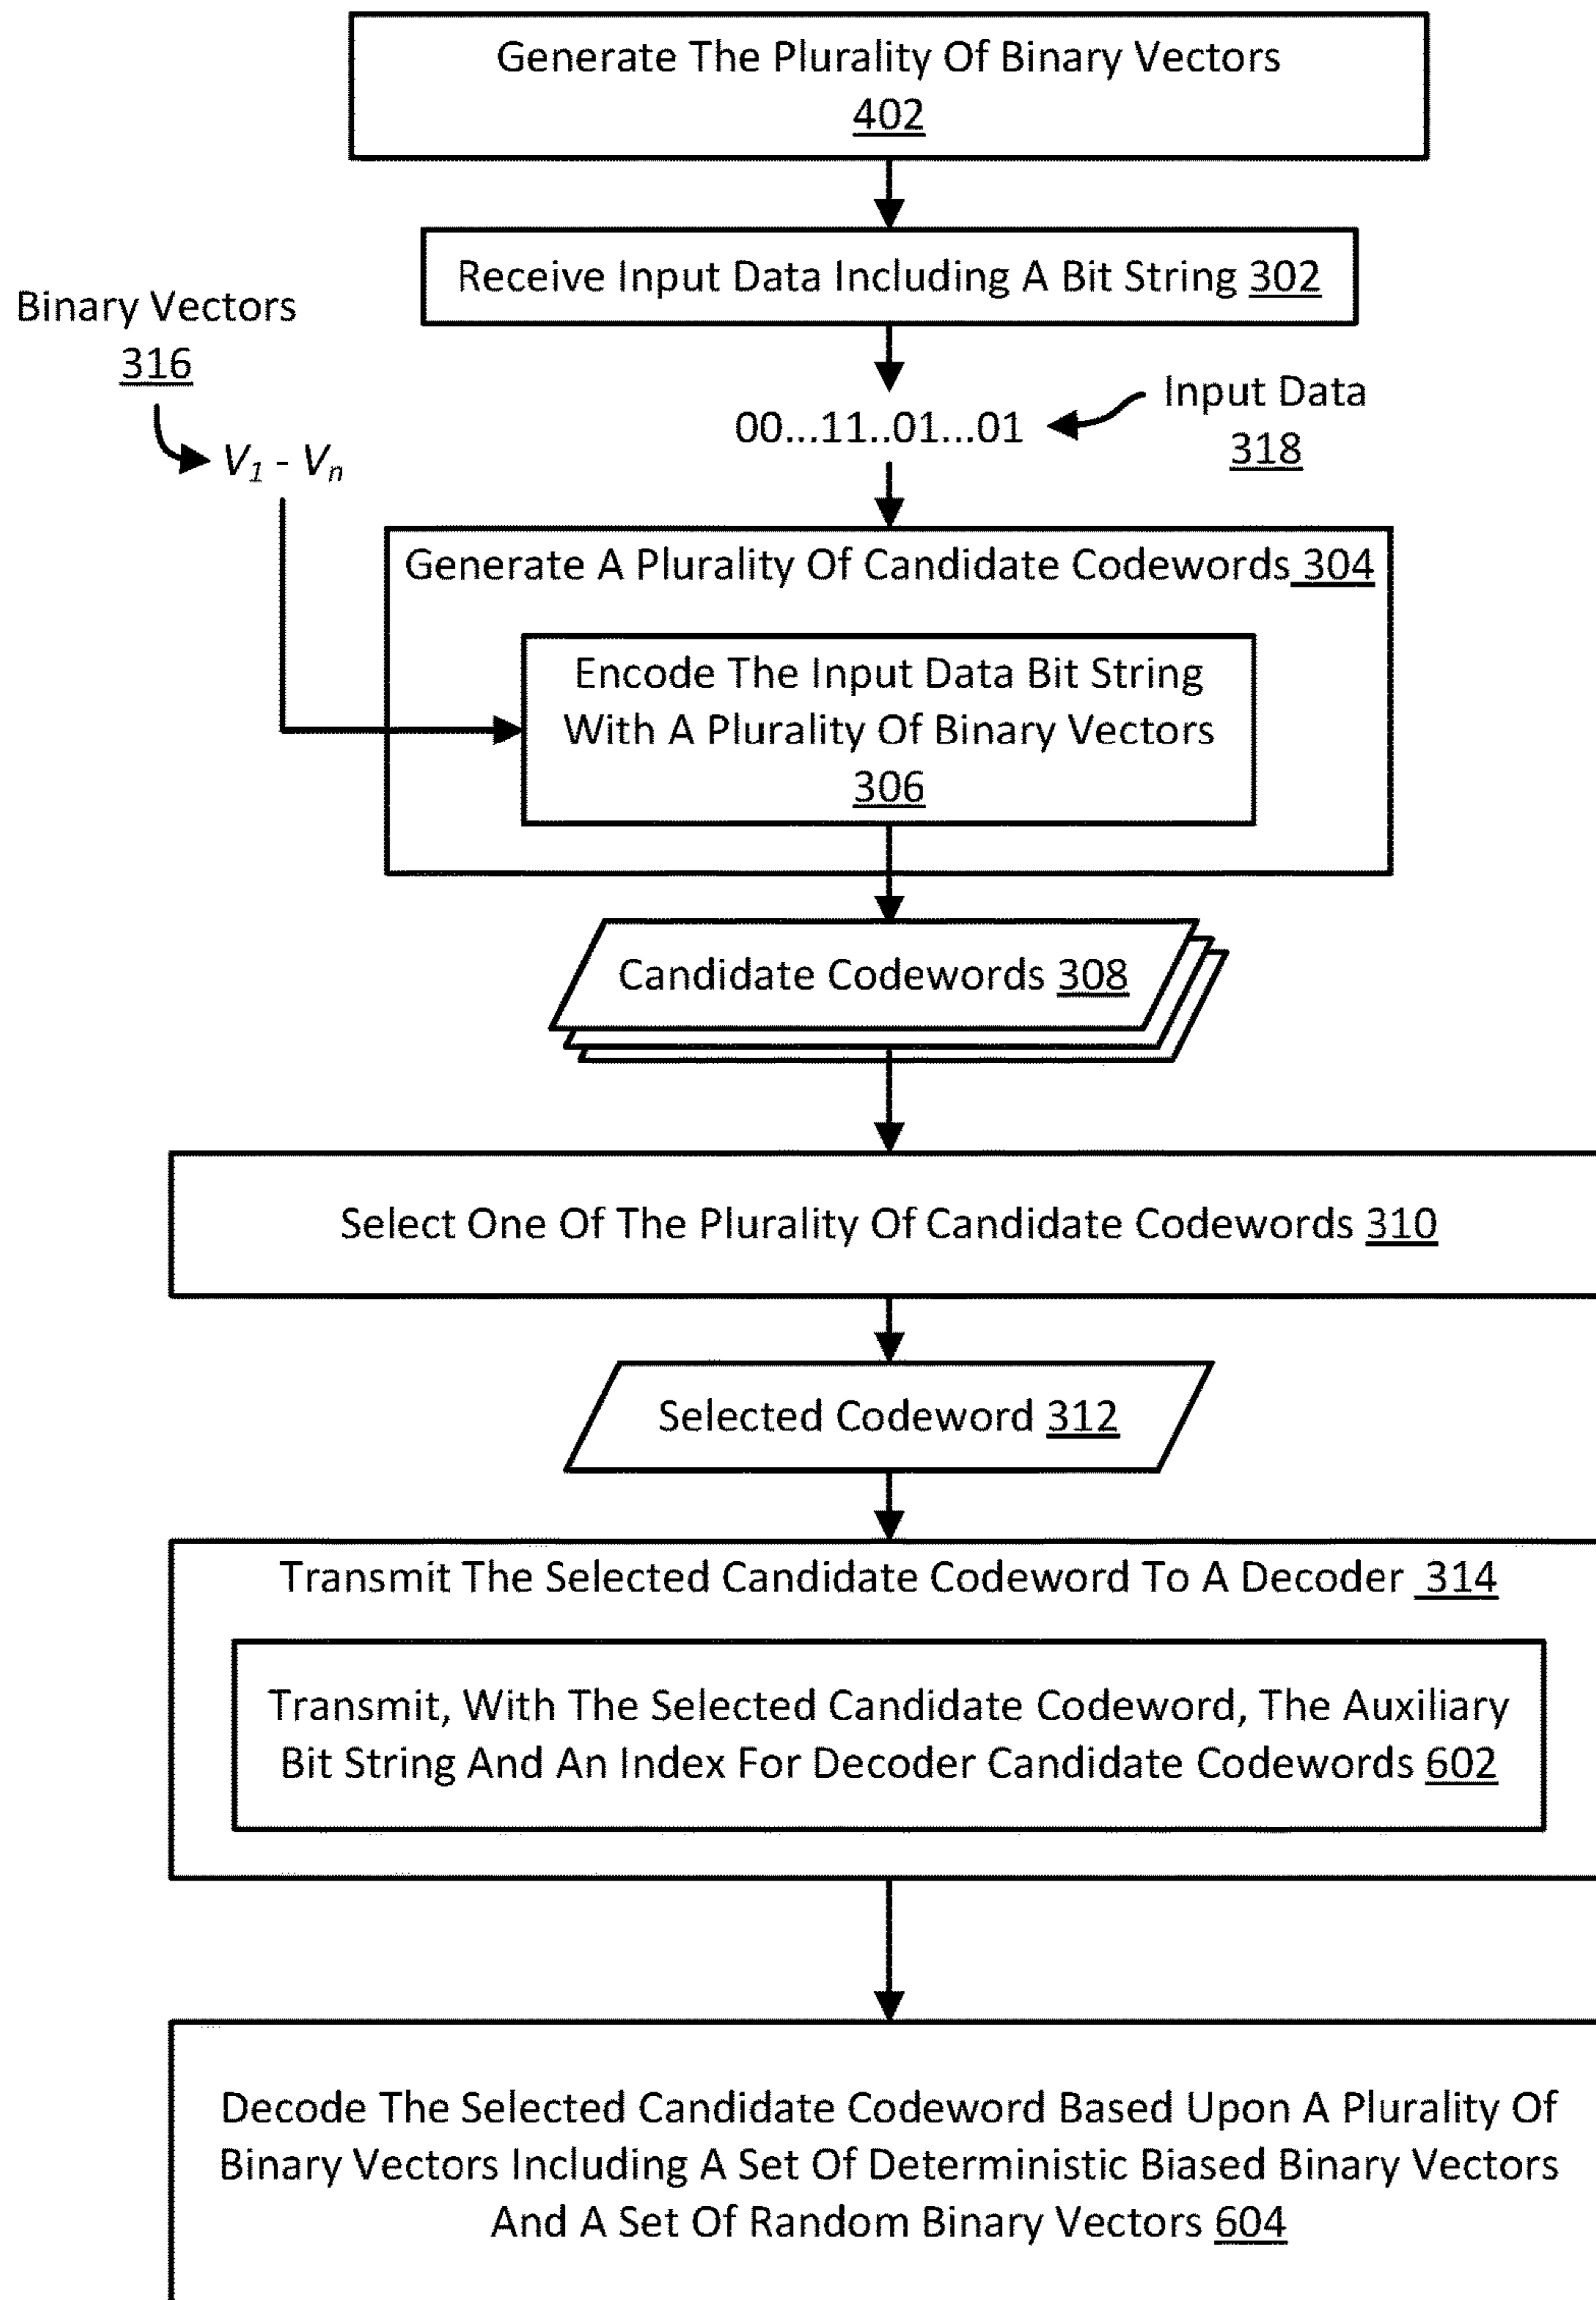 Generate The Plurality Of Binary Vectors
402
Receive Input Data Including A Bit String 302
Binary Vectors
316
V1 - Vn
00...11..01...01
Input Data
318
Generate A Plurality Of Candidate Codewords 304
Encode The Input Data Bit String
With A Plurality Of Binary Vectors
306
Candidate Codewords 308
Select One Of The Plurality Of Candidate Codewords 310
Selected Codeword 312
Transmit The Selected Candidate Codeword To A Decoder 314
Transmit, With The Selected Candidate Codeword, The Auxiliary
Bit String And An Index For Decoder Candidate Codewords 602
Decode The Selected Candidate Codeword Based Upon A Plurality Of
Binary Vectors Including A Set Of Deterministic Biased Binary Vectors
And A Set Of Random Binary Vectors 604